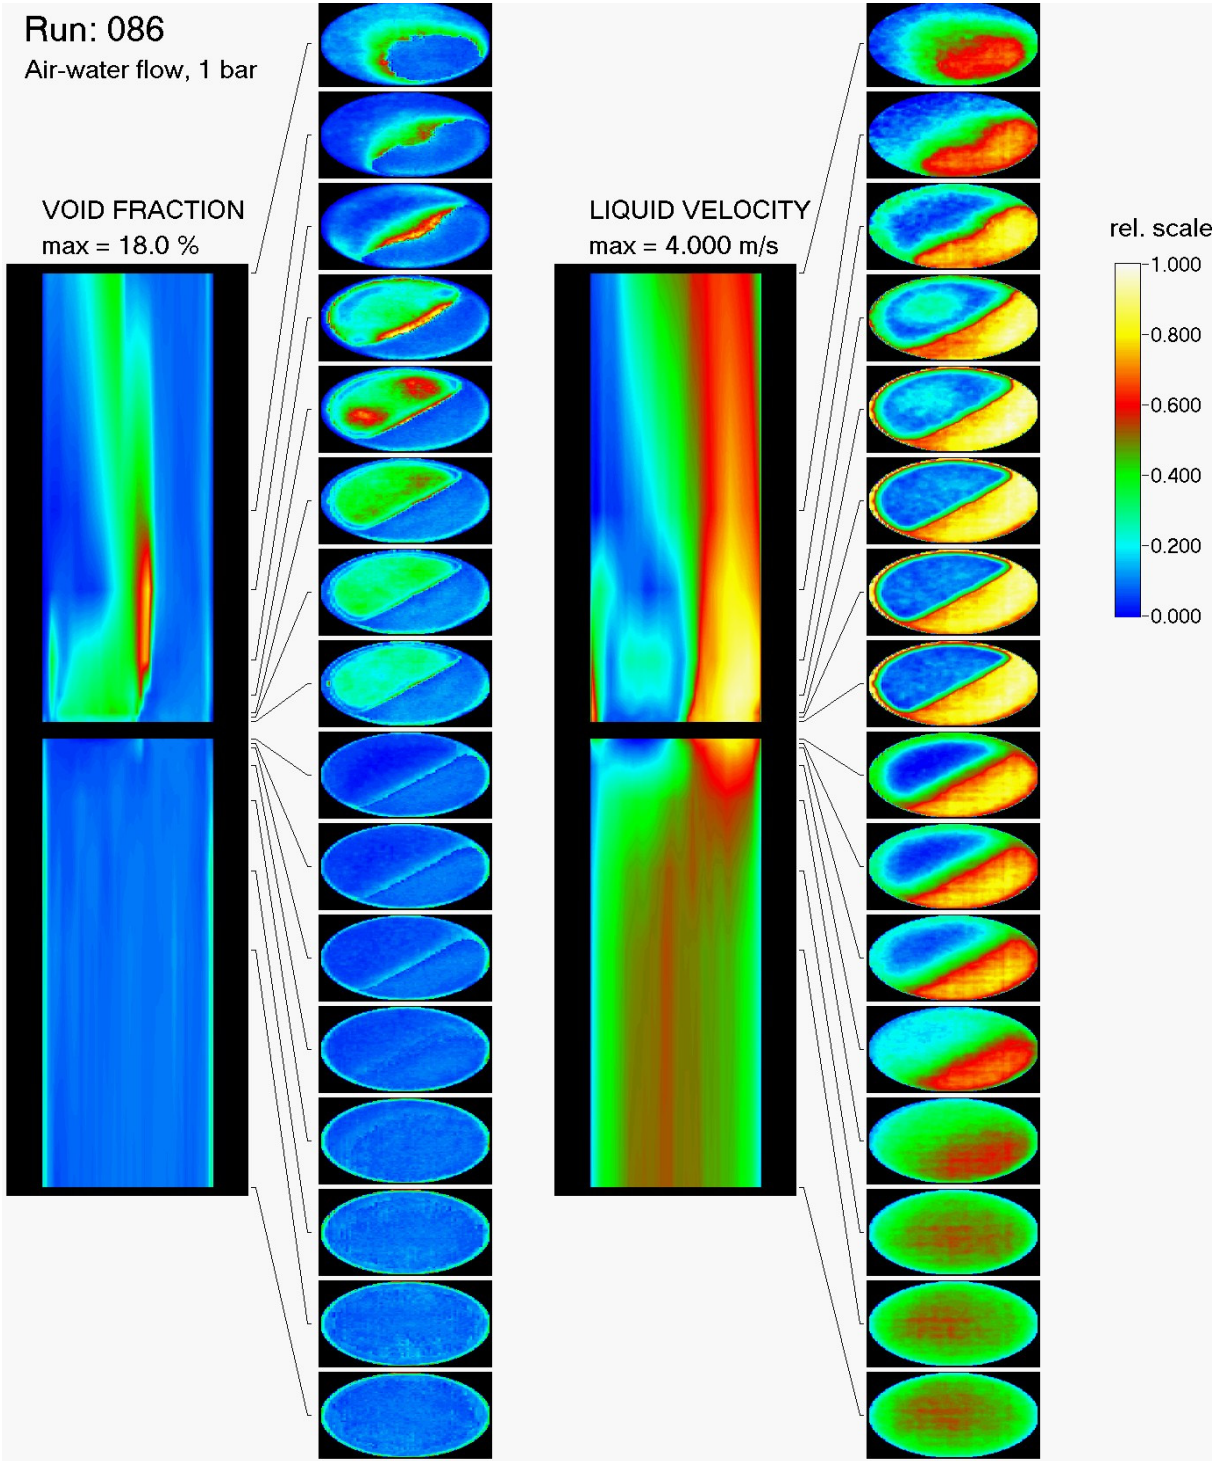 Run: 086
Air-water flow, 1 bar
VOID FRACTION
max = 18.0 %
LIQUID VELOCITY
max = 4.000 m/s
rel. scale
1.000
0.800
0.600
0.400
0.200
0.000